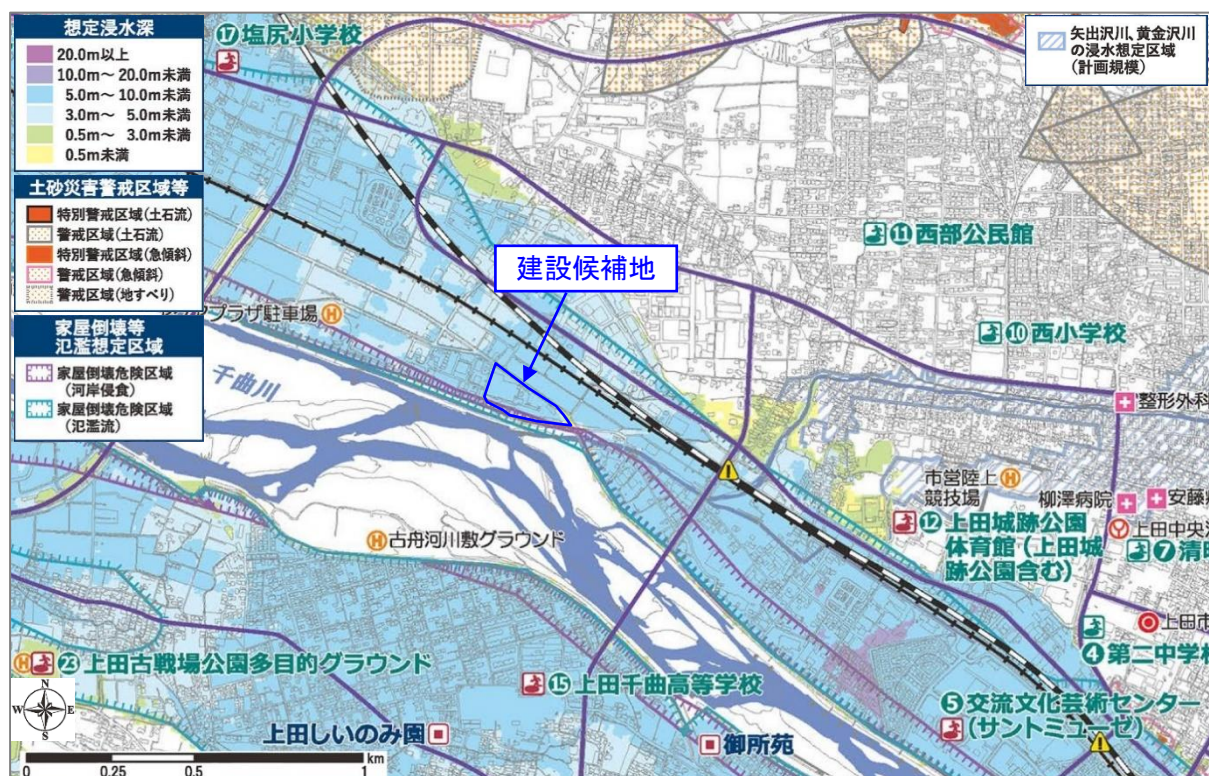 想定浸水深
20.0m以上
10.0m～20.0m未満
5.0m～10.0m未満
3.0m～ 5.0m未満
0.5m～ 3.0m未満
0.5m未満
土砂災害警戒区域等
特別警戒区域(土石流)
警戒区域(土石流)
特別警戒区域(急傾斜)
警戒区域(急傾斜)
警戒区域(地すべり)
家屋倒壊等
氾濫想定区域
家屋倒壊危険区域
(河岸侵食)
家屋倒壊危険区域
(氾濫流)
矢出沢川、黄金沢川
の浸水想定区域
(計画規模)
⑰塩尻小学校
⑪西部公民館
建設候補地
プラザ駐車場 H
⑩西小学校
千曲川
整形外科
市営陸上 H
競技場
柳澤病院
安藤
上田中央
⑦清明
⑫上田城跡公園
体育館(上田城
跡公園含む)
H 古舟河川敷グラウンド
上田市
④第二中学校
H ㉓上田古戦場公園多目的グラウンド
⑮上田千曲高等学校
⑤交流文化芸術センター
(サントミューゼ)
上田しいのみ園
御所苑
N
W E
S
km
0 0.25 0.5 1